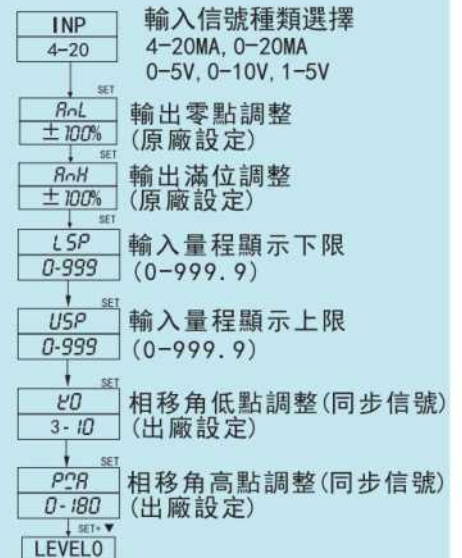 INP 輸入信號種類選擇
4-20 4-20MA, 0-20MA
0-5V, 0-10V, 1-5V
SET
AnL 輸出零點調整
±100% (原廠設定)
SET
AnH 輸出滿位調整
±100% (原廠設定)
SET
LSP 輸入量程顯示下限
0-999 (0-999.9)
SET
USP 輸入量程顯示上限
0-999 (0-999.9)
SET
相移角低點調整(同步信號)
3-10 (出廠設定)
SET
相移角高點調整(同步信號)
0-180 (出廠設定)
SET+▼
LEVEL0